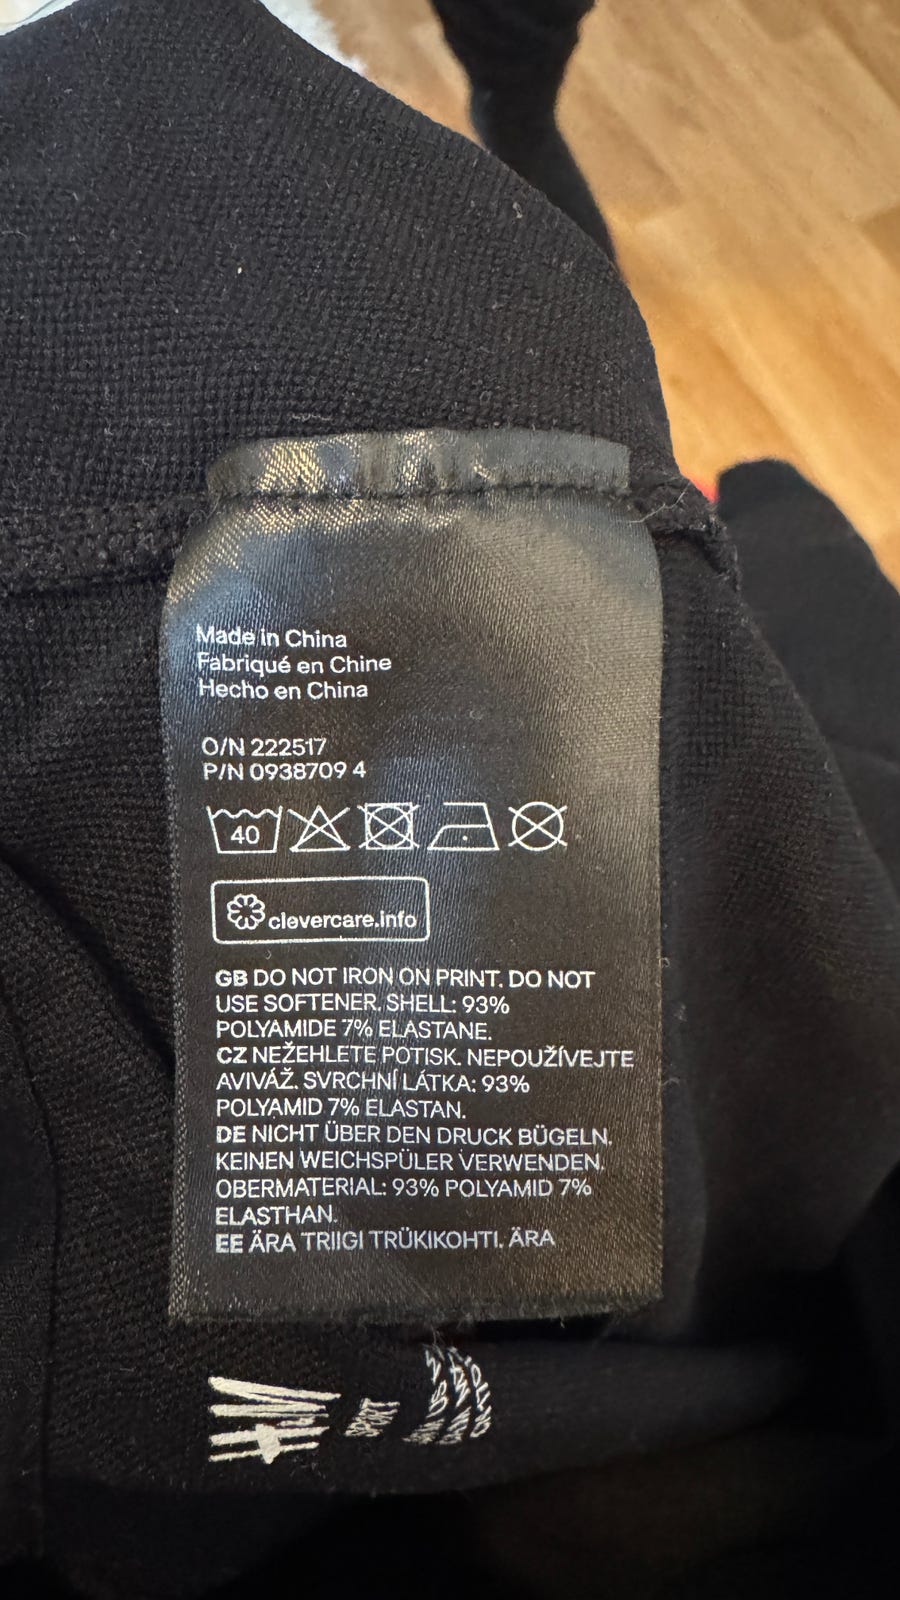 Made in China
Fabriqué en Chine
Hecho en China
O/N 222517
P/N 0938709 4
40
clevercare.info
GB DO NOT IRON ON PRINT. DO NOT
USE SOFTENER. SHELL: 93%
POLYAMIDE 7% ELASTANE.
CZ NEŽEHLETE POTISK. NEPOUŽÍVEJTE
AVIVÁŽ. SVRCHNÍ LÁTKA: 93%
POLYAMID 7% ELASTAN.
DE NICHT ÜBER DEN DRUCK BÜGELN.
KEINEN WEICHSPÜLER VERWENDEN.
OBERMATERIAL: 93% POLYAMID 7%
ELASTHAN.
EE ÄRA TRIIGI TRÜKIKOHTI. ÄRA
SPORT